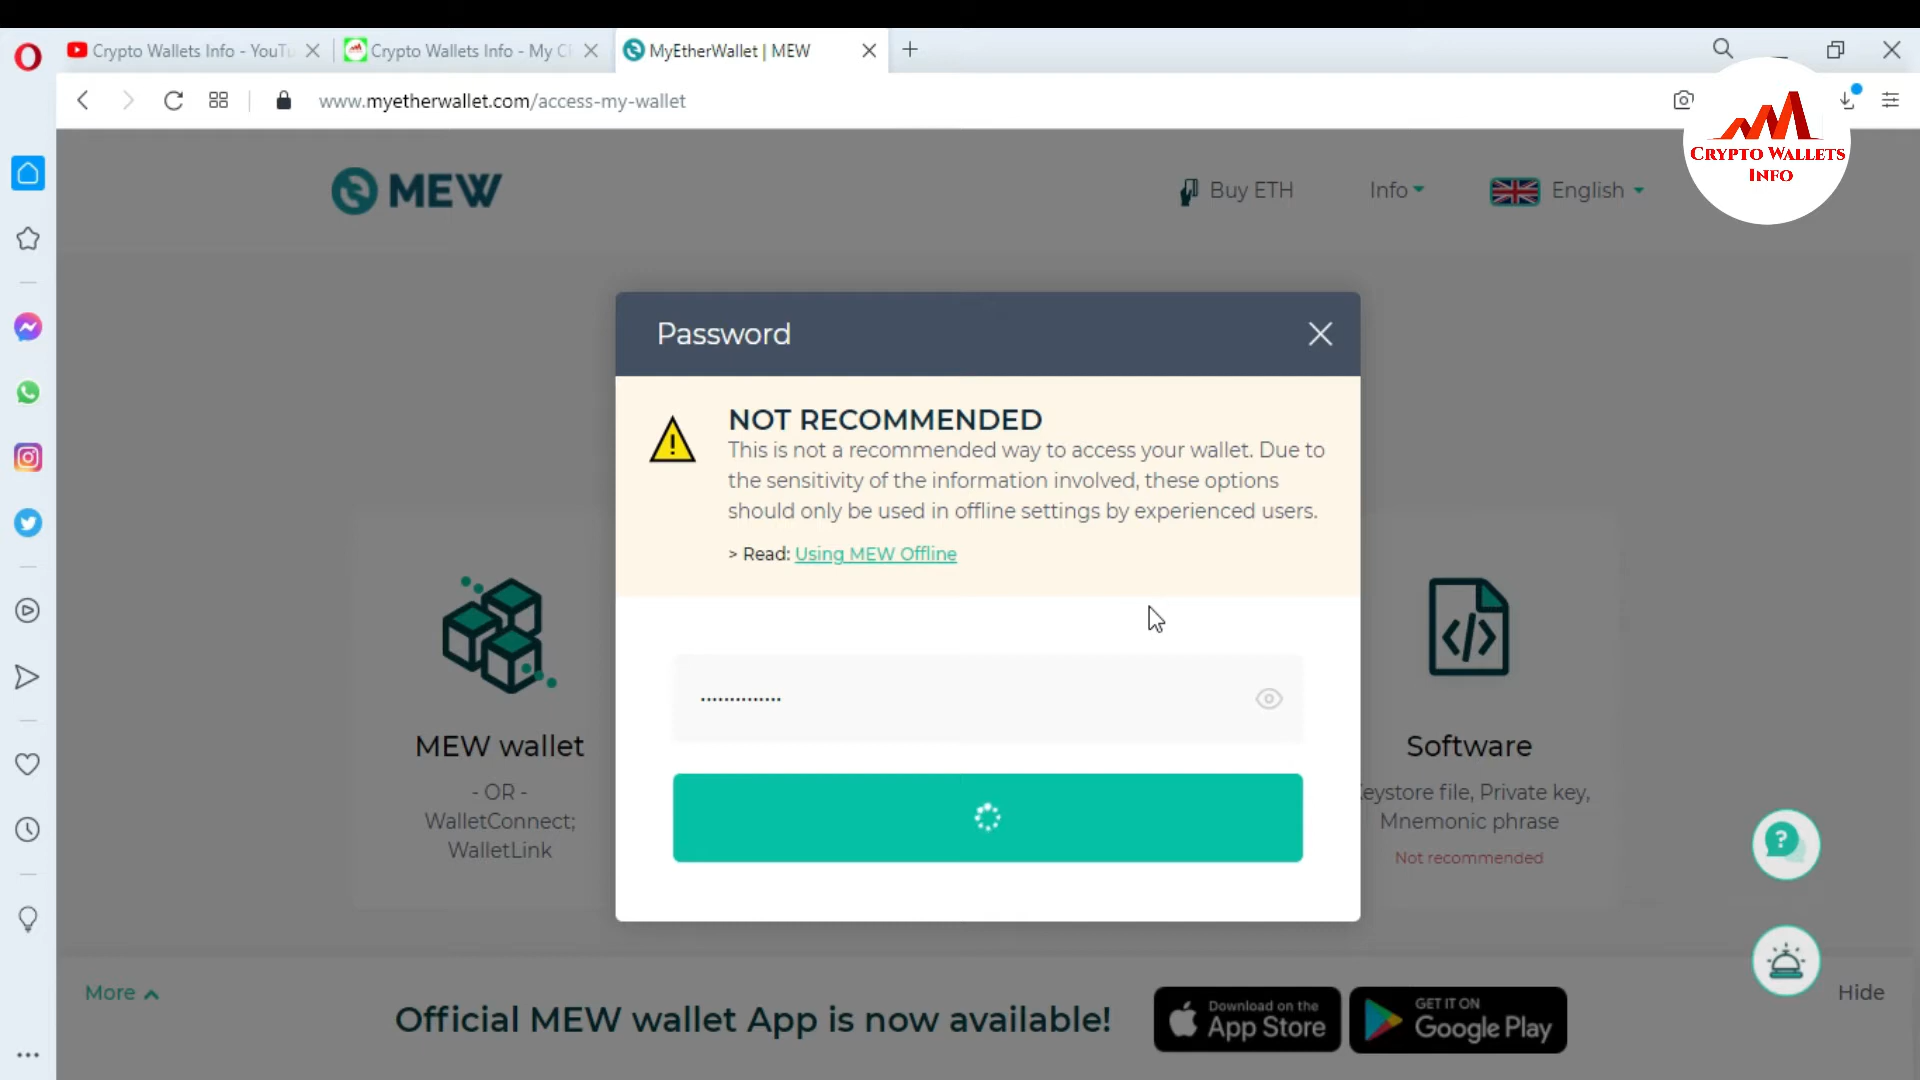 Crypto Wallets Info - YouTu
Crypto Wallets Info - My C
MyEtherWallet | MEW
www.myetherwallet.com/access-my-wallet
CRYPTO WALLETS
INFO
MEW
Buy ETH
Info
English
Password
NOT RECOMMENDED
This is not a recommended way to access your wallet. Due to
the sensitivity of the information involved, these options
should only be used in offline settings by experienced users.
> Read: Using MEW Offline
MEW wallet
- OR -
WalletConnect;
WalletLink
Software
eystore file, Private key,
Mnemonic phrase
Not recommended
More
Hide
Official MEW wallet App is now available!
Download on the
App Store
GET IT ON
Google Play